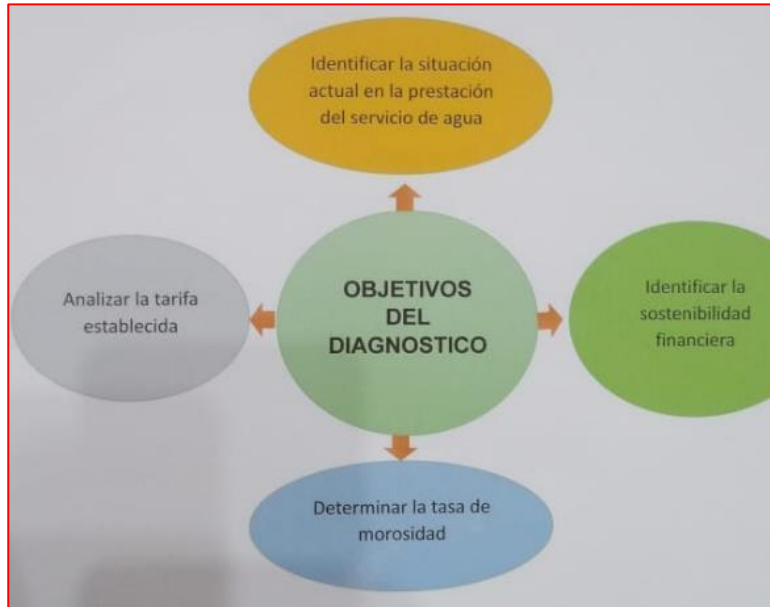 Identificar la situación
actual en la prestación
del servicio de agua
Analizar la tarifa
establecida
OBJETIVOS
DEL
DIAGNOSTICO
Identificar la
sostenibilidad
financiera
Determinar la tasa de
morosidad